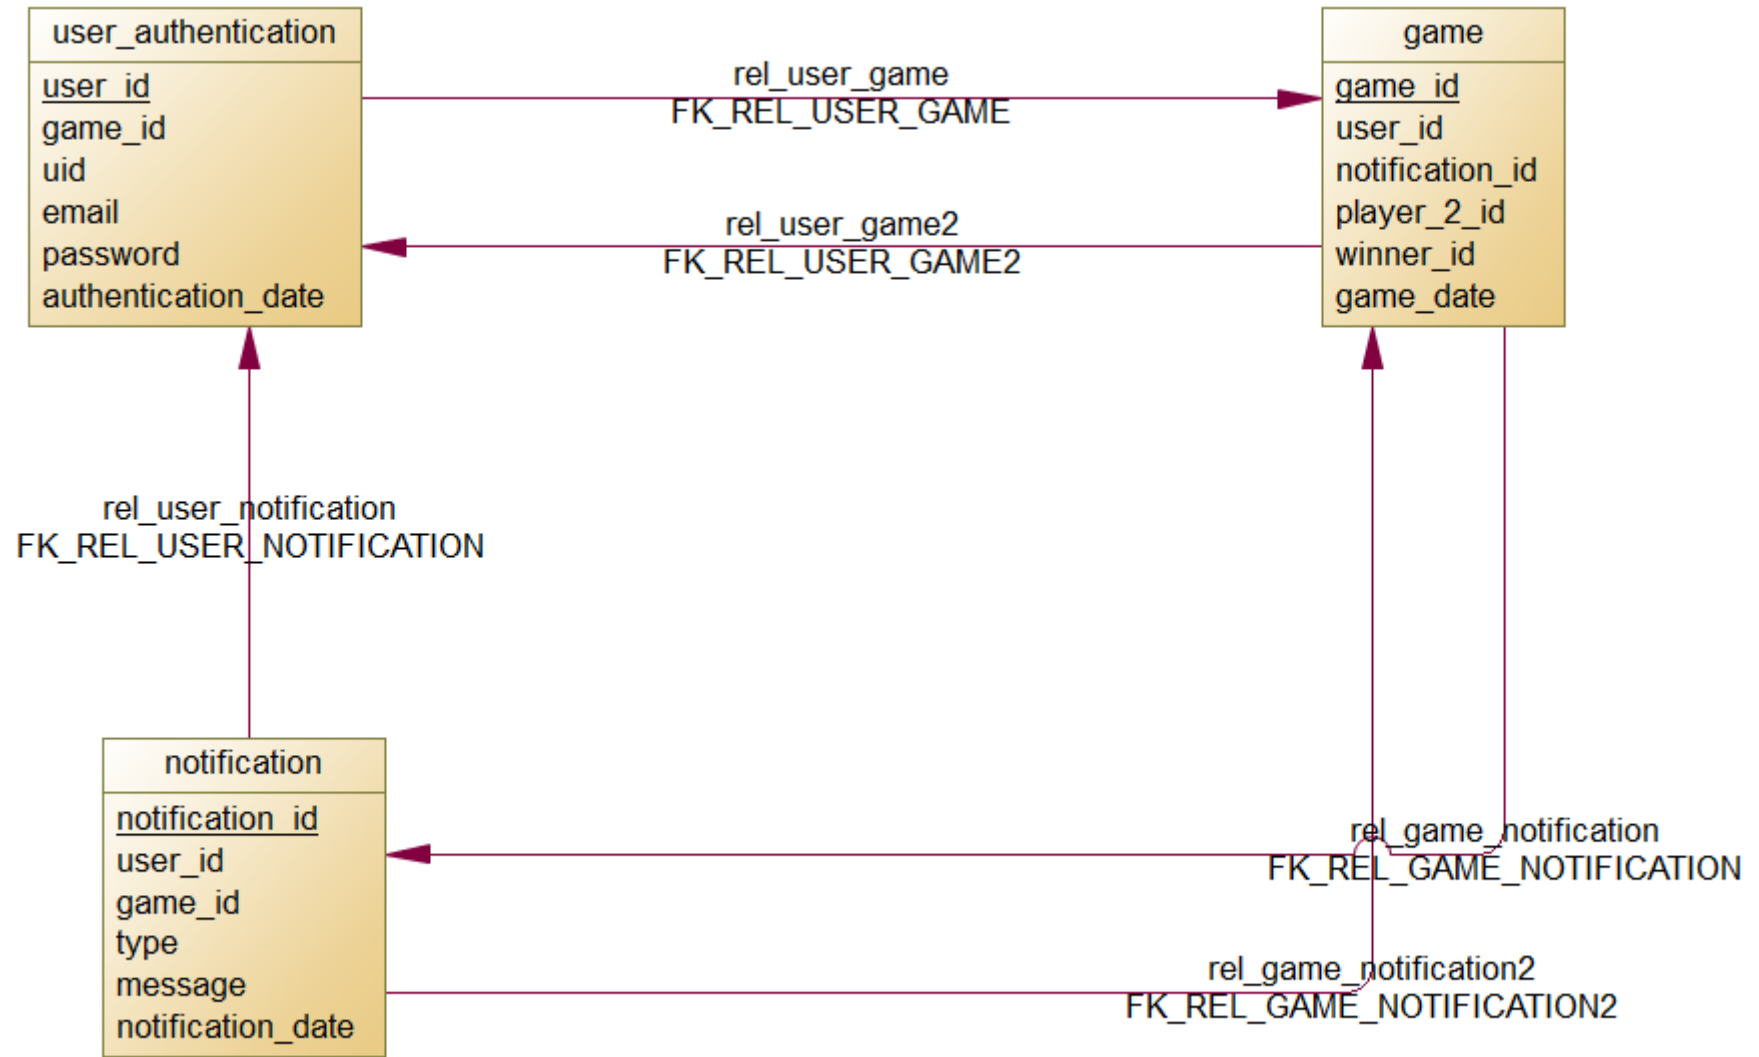 user_authentication
user_id
game_id
uid
email
password
authentication_date
rel_user_game
FK_REL_USER_GAME
rel_user_game2
FK_REL_USER_GAME2
game
game_id
user_id
notification_id
player_2_id
winner_id
game_date
rel_user_notification
FK_REL_USER_NOTIFICATION
notification
notification_id
user_id
game_id
type
message
notification_date
rel_game_notification
FK_REL_GAME_NOTIFICATION
rel_game_notification2
FK_REL_GAME_NOTIFICATION2